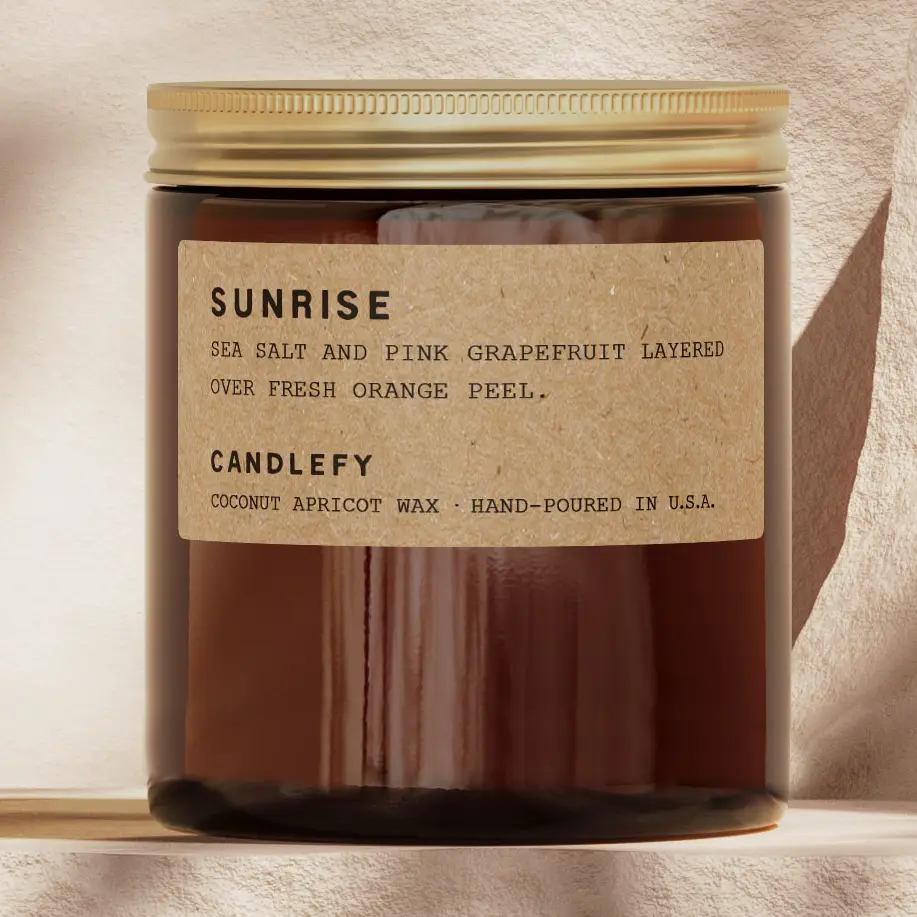 SUNRISE
SEA SALT AND PINK GRAPEFRUIT LAYERED
OVER FRESH ORANGE PEEL.
CANDLEFY
COCONUT APRICOT WAX · HAND-POURED IN U.S.A.